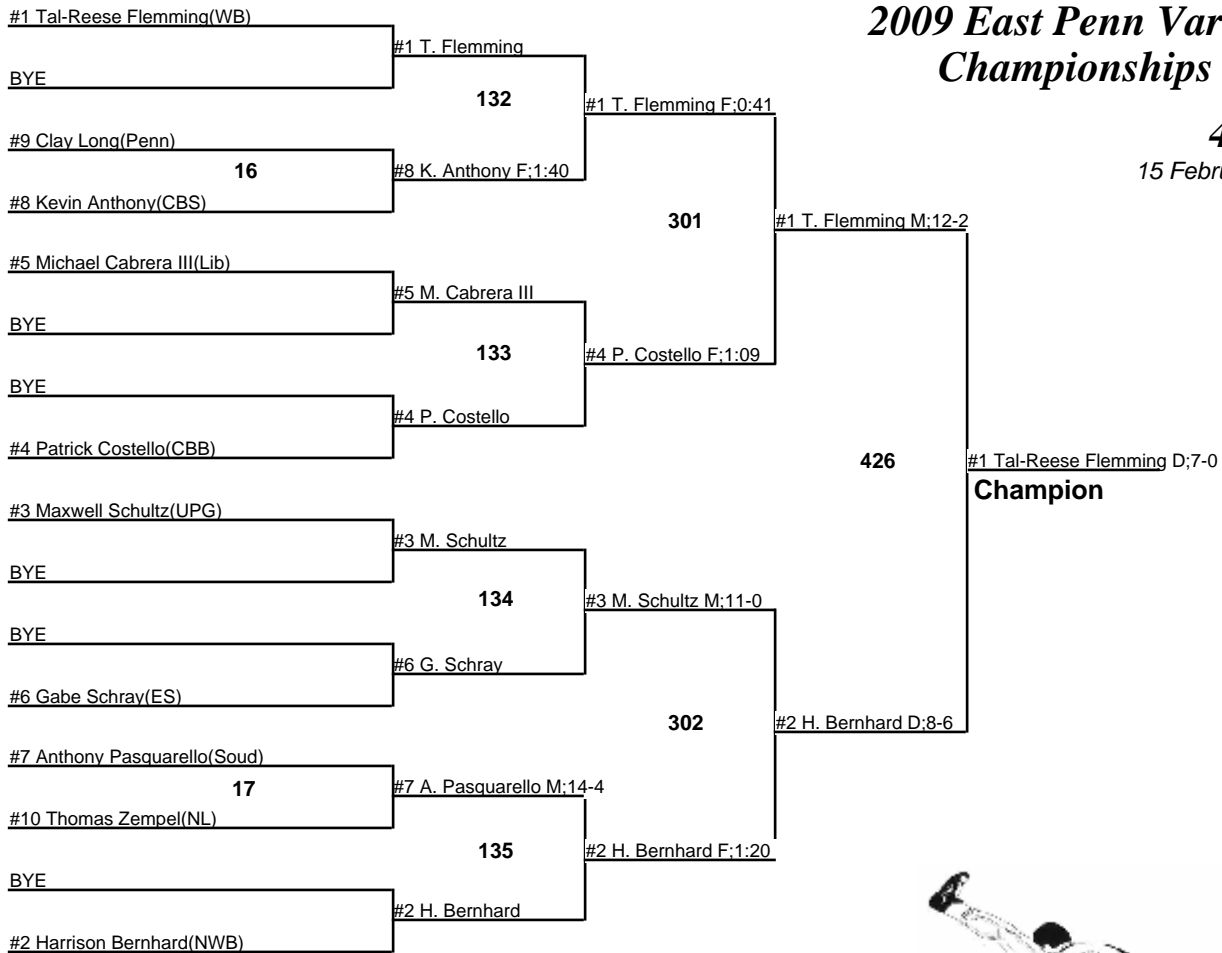 2009 East Penn Var
Championships
4
15 Febru
#1 Tal-Reese Flemming(WB)
BYE
#9 Clay Long(Penn)
16
#8 Kevin Anthony(CBS)
#5 Michael Cabrera III(Lib)
BYE
BYE
#4 Patrick Costello(CBB)
#3 Maxwell Schultz(UPG)
BYE
BYE
#6 Gabe Schray(ES)
#7 Anthony Pasquarello(Soud)
17
#10 Thomas Zempel(NL)
BYE
#2 Harrison Bernhard(NWB)
#1 T. Flemming
132
#8 K. Anthony F;1:40
#5 M. Cabrera III
133
#4 P. Costello
#3 M. Schultz
134
#6 G. Schray
#7 A. Pasquarello M;14-4
135
#2 H. Bernhard
#1 T. Flemming F;0:41
301
#4 P. Costello F;1:09
#3 M. Schultz M;11-0
302
#2 H. Bernhard F;1:20
#1 T. Flemming M;12-2
426
#2 H. Bernhard D;8-6
#1 Tal-Reese Flemming D;7-0
Champion